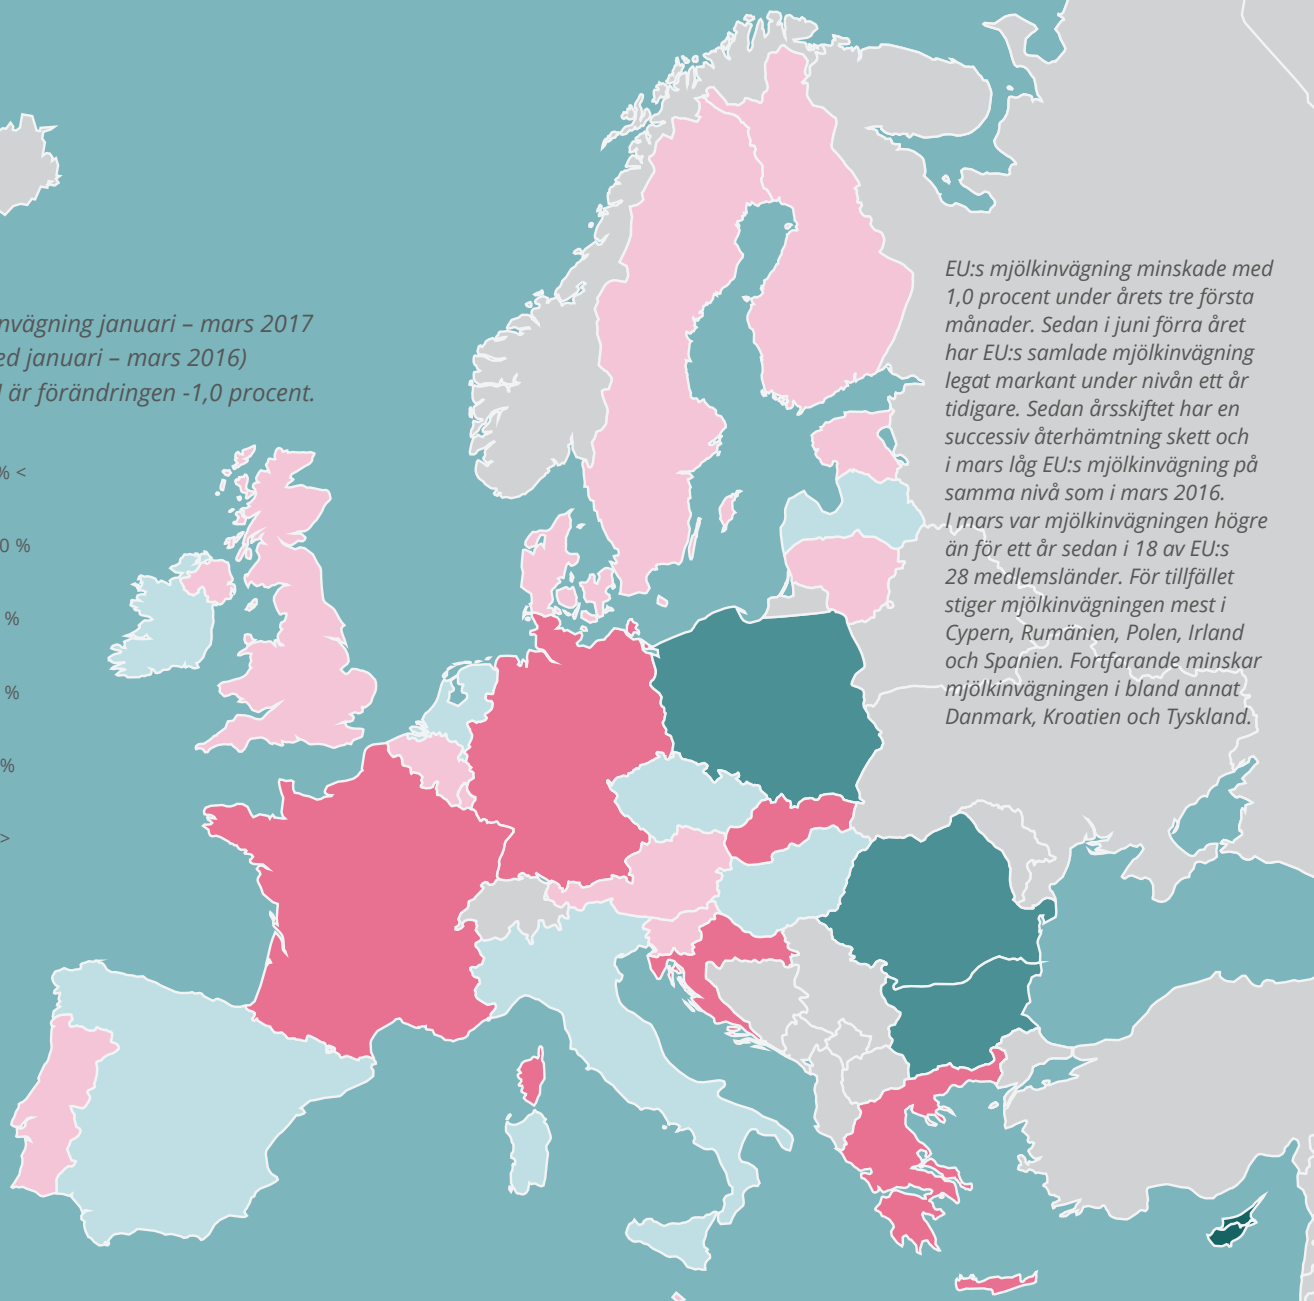 nvägning januari – mars 2017
ed januari – mars 2016)
l är förändringen -1,0 procent.
% <
0 %
%
%
%
>
EU:s mjölkinvägning minskade med
1,0 procent under årets tre första
månader. Sedan i juni förra året
har EU:s samlade mjölkinvägning
legat markant under nivån ett år
tidigare. Sedan årsskiftet har en
successiv återhämtning skett och
i mars låg EU:s mjölkinvägning på
samma nivå som i mars 2016.
I mars var mjölkinvägningen högre
än för ett år sedan i 18 av EU:s
28 medlemsländer. För tillfället
stiger mjölkinvägningen mest i
Cypern, Rumänien, Polen, Irland
och Spanien. Fortfarande minskar
mjölkinvägningen i bland annat
Danmark, Kroatien och Tyskland.